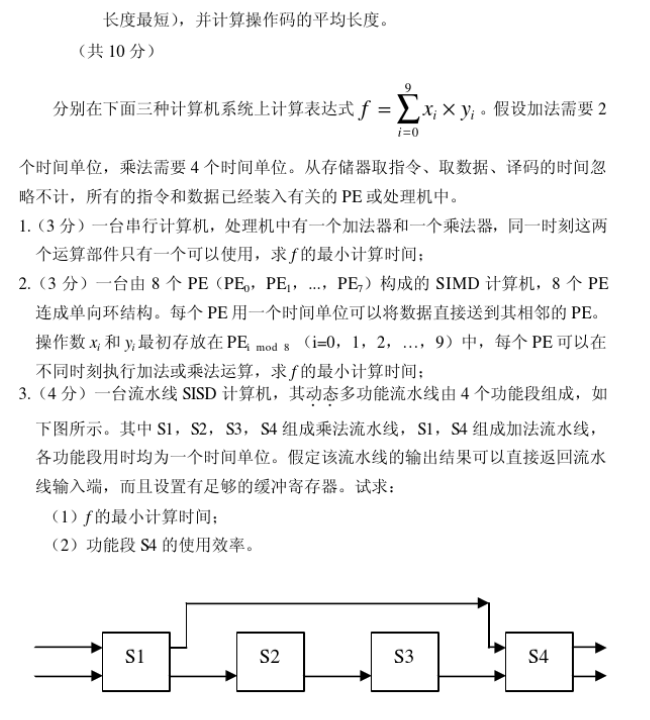 长度最短），并计算操作码的平均长度。
（共 10 分）
9
分别在下面三种计算机系统上计算表达式 f = ∑ xᵢ × yᵢ 。假设加法需要 2
i=0
个时间单位，乘法需要 4 个时间单位。从存储器取指令、取数据、译码的时间忽
略不计，所有的指令和数据已经装入有关的 PE 或处理机中。
1.（3 分）一台串行计算机，处理机中有一个加法器和一个乘法器，同一时刻这两
个运算部件只有一个可以使用，求 f 的最小计算时间；
2.（3 分）一台由 8 个 PE（PE₀，PE₁，...，PE₇）构成的 SIMD 计算机，8 个 PE
连成单向环结构。每个 PE 用一个时间单位可以将数据直接送到其相邻的 PE。
操作数 xᵢ 和 yᵢ 最初存放在 PEi mod 8 （i=0，1，2，…，9）中，每个 PE 可以在
不同时刻执行加法或乘法运算，求 f 的最小计算时间；
3.（4 分）一台流水线 SISD 计算机，其动态多功能流水线由 4 个功能段组成，如
下图所示。其中 S1，S2，S3，S4 组成乘法流水线，S1，S4 组成加法流水线，
各功能段用时均为一个时间单位。假定该流水线的输出结果可以直接返回流水
线输入端，而且设置有足够的缓冲寄存器。试求：
（1）f 的最小计算时间；
（2）功能段 S4 的使用效率。
S1 S2 S3 S4